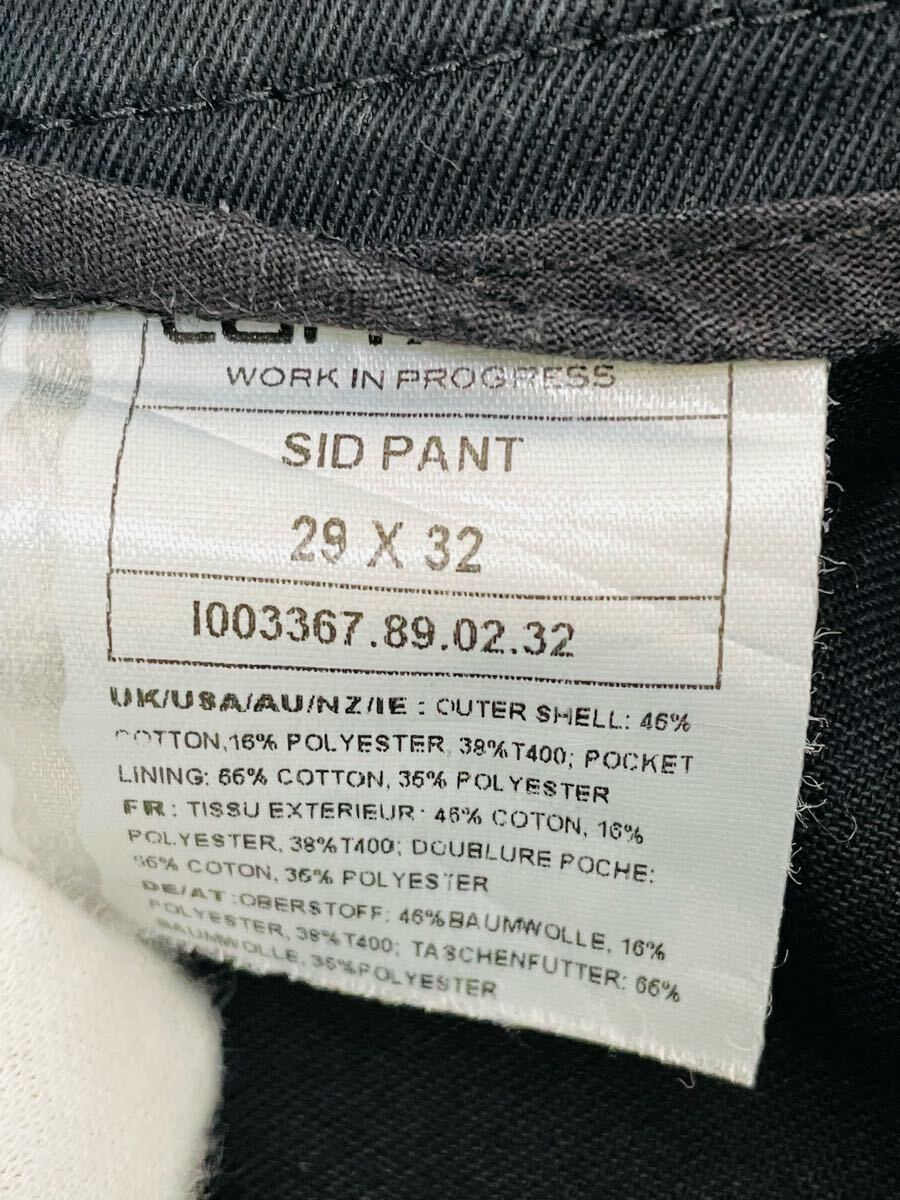 WORK IN PROGRESS
SID PANT
29 X 32
I003367.89.02.32
UK/USA/AU/NZ/IE : OUTER SHELL: 46%
COTTON,16% POLYESTER, 38%T400; POCKET
LINING: 66% COTTON, 36% POLYESTER
FR : TISSU EXTERIEUR: 46% COTON, 16%
POLYESTER, 38%T400; DOUBLURE POCHE:
66% COTON, 36% POLYESTER
DE/AT :OBERSTOFF: 46%BAUMWOLLE, 16%
POLYESTER, 38%T400; TASCHENFUTTER: 66%
BAUMWOLLE, 36%POLYESTER